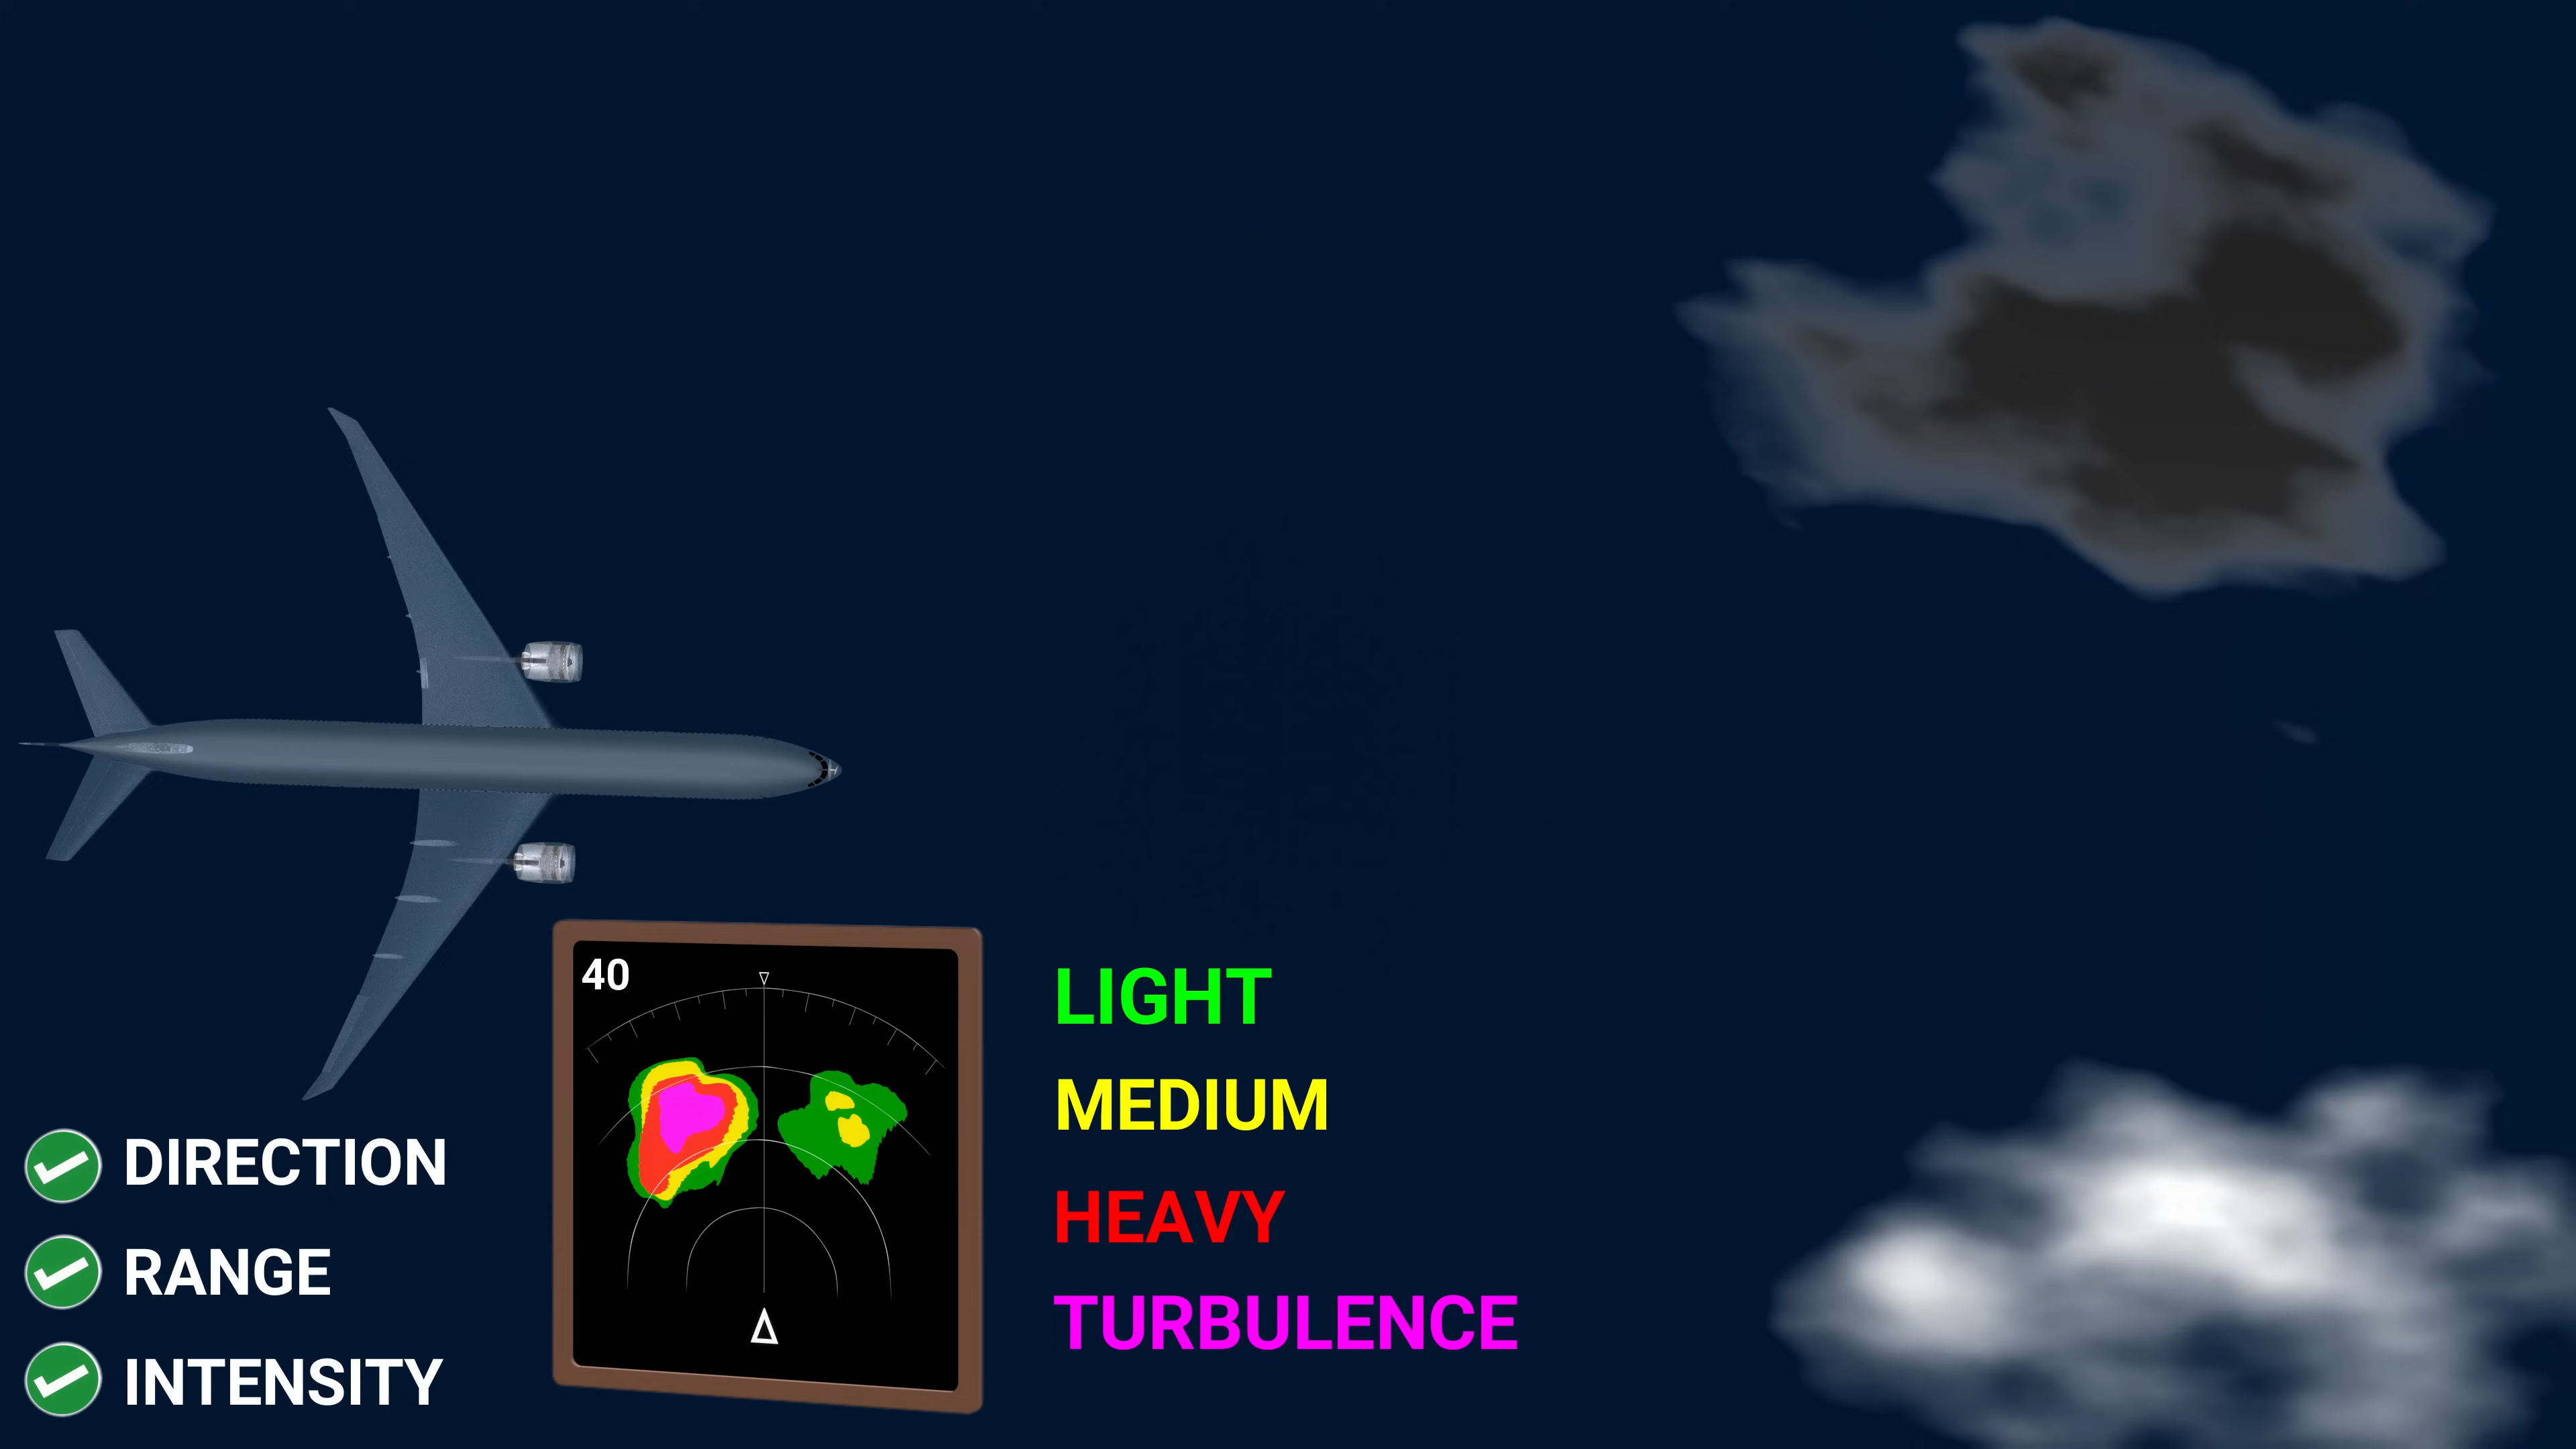 40
LIGHT
MEDIUM
HEAVY
TURBULENCE
DIRECTION
RANGE
INTENSITY